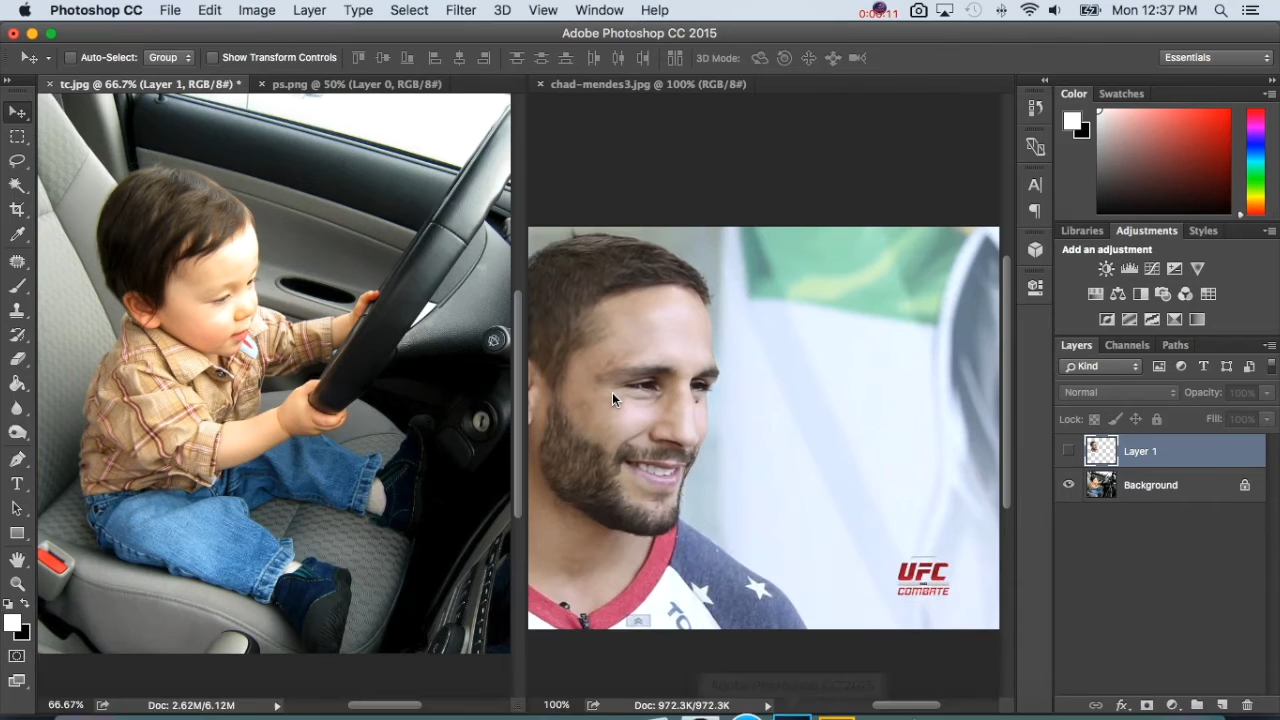 Photoshop CC File Edit Image Layer Type Select Filter 3D View Window Help Mon 12:37 PM
Adobe Photoshop CC 2015
Auto-Select: Group Show Transform Controls 3D Mode: Essentials
tc.jpg @ 66.7% (Layer 1, RGB/8#) * ps.png @ 50% (Layer 0, RGB/8#) chad-mendes3.jpg @ 100% (RGB/8#)
Color Swatches
Libraries Adjustments Styles
Add an adjustment
Layers Channels Paths
Kind
Normal Opacity: 100%
Lock: Fill: 100%
Layer 1
Background
UFC
COMBATE
66.67% Doc: 2.62M/6.12M 100% Doc: 972.3K/972.3K